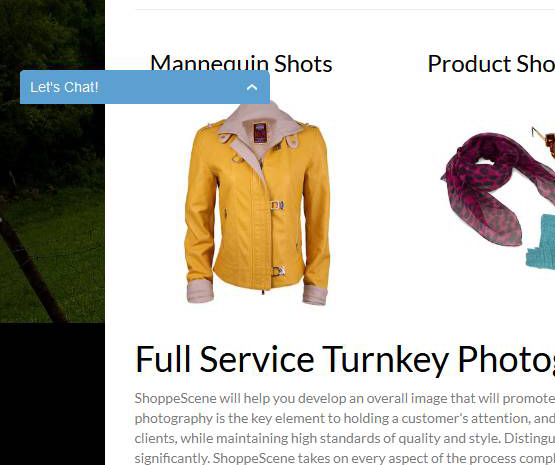 Mannequin Shots
Product Sho
Let's Chat!
Full Service Turnkey Photog
ShoppeScene will help you develop an overall image that will promote
photography is the key element to holding a customer's attention, and
clients, while maintaining high standards of quality and style. Distingu
significantly. ShoppeScene takes on every aspect of the process compl